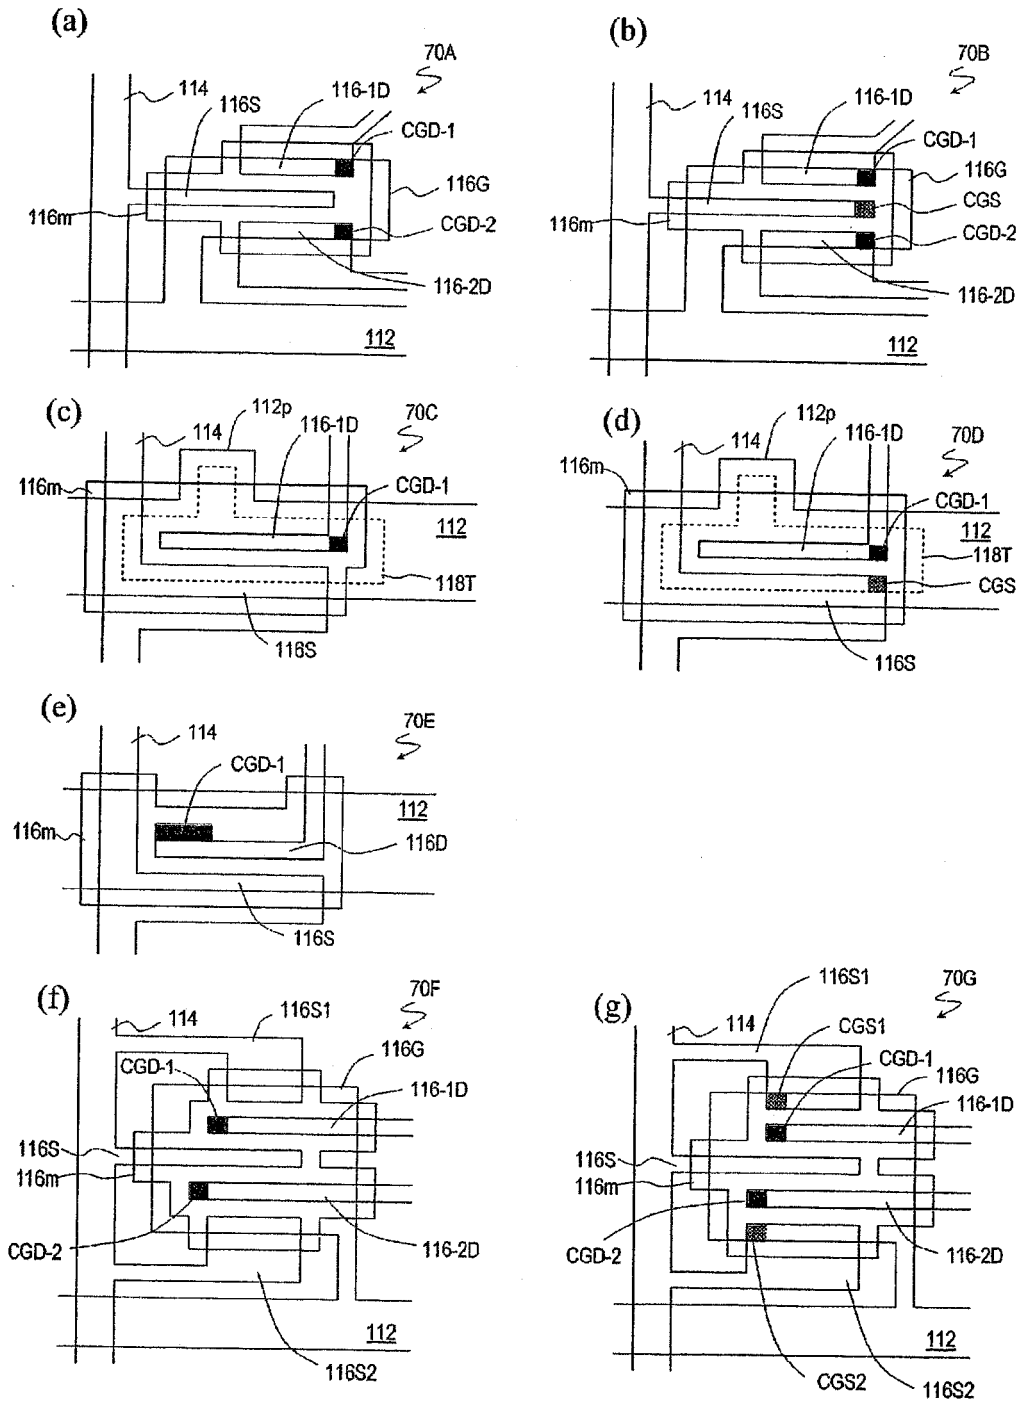 (a)
70A
114
116S
116-1D
CGD-1
116G
116m
CGD-2
116-2D
112
(b)
70B
114
116S
116-1D
CGD-1
116G
CGS
116m
CGD-2
116-2D
112
(c)
112p
70C
114
116-1D
116m
CGD-1
112
118T
116S
(d)
112p
70D
114
116-1D
116m
CGD-1
112
118T
CGS
116S
(e)
70E
114
CGD-1
112
116m
116D
116S
(f)
70F
114
116S1
116G
CGD-1
116-1D
116S
116m
CGD-2
116-2D
112
116S2
(g)
116S1
70G
114
CGS1
CGD-1
116G
116-1D
116S
116m
CGD-2
116-2D
112
CGS2
116S2